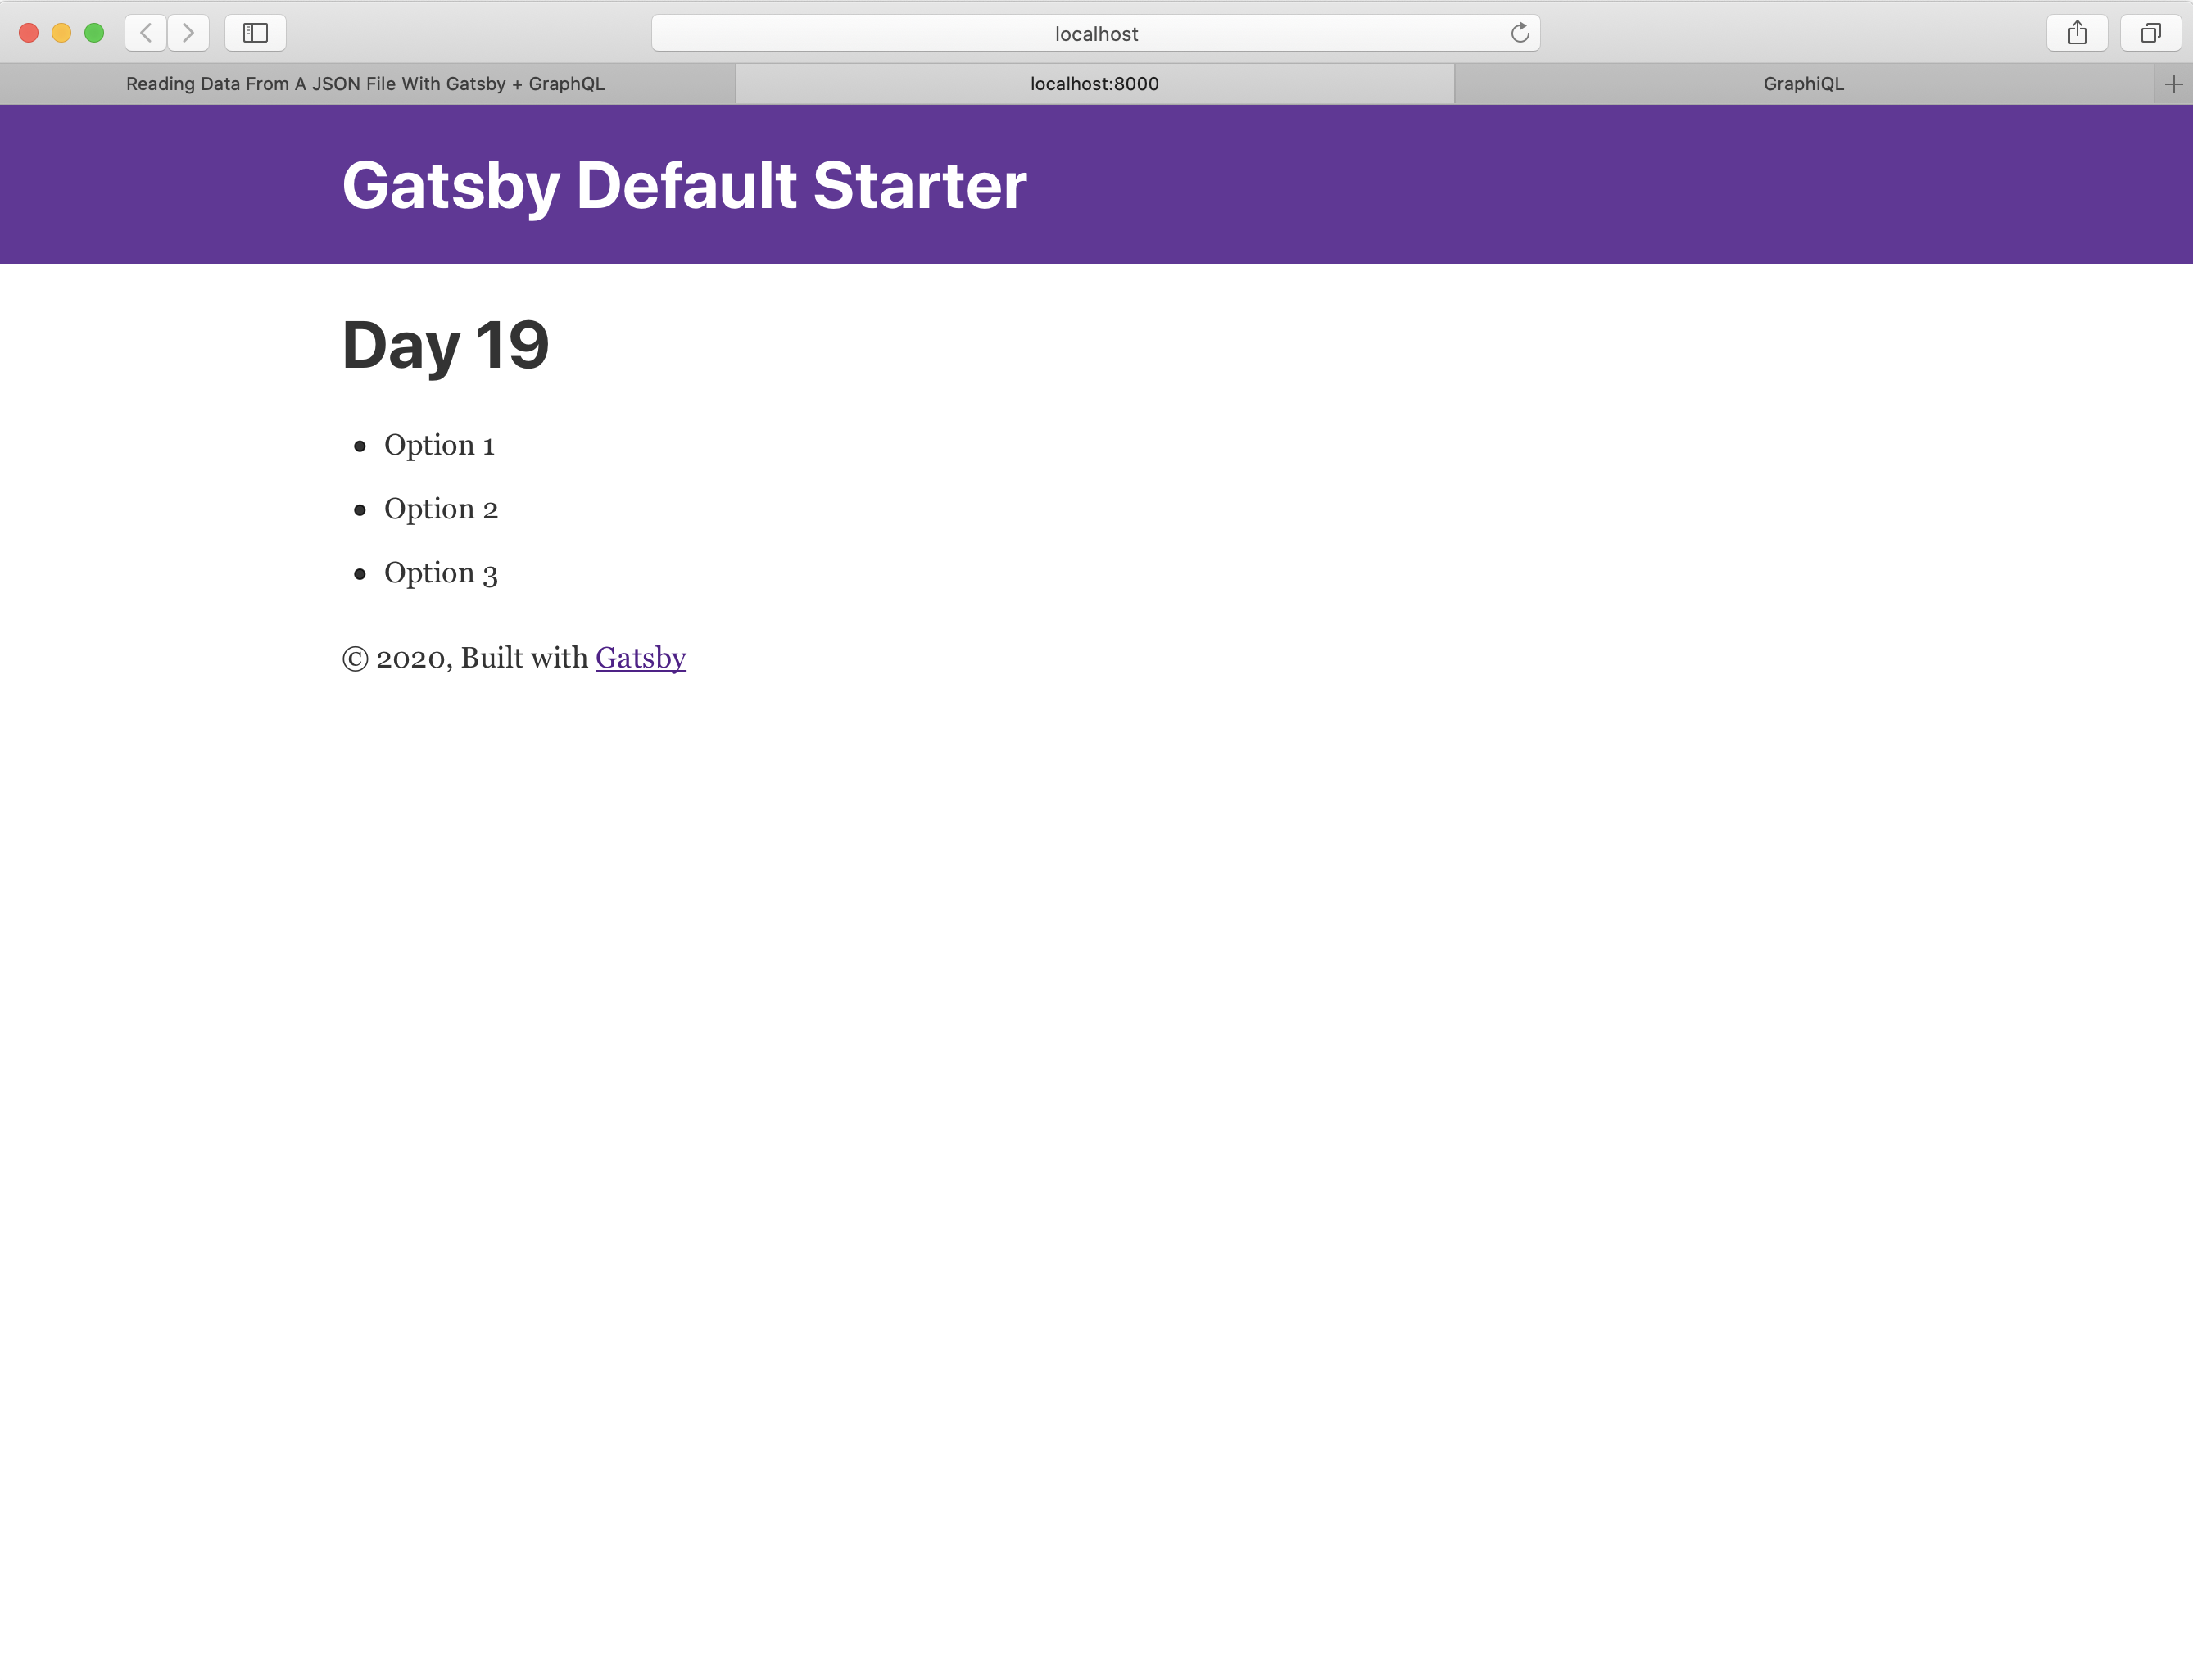 localhost
Reading Data From A JSON File With Gatsby + GraphQL
localhost:8000
GraphiQL
Gatsby Default Starter
Day 19
Option 1
Option 2
Option 3
© 2020, Built with Gatsby